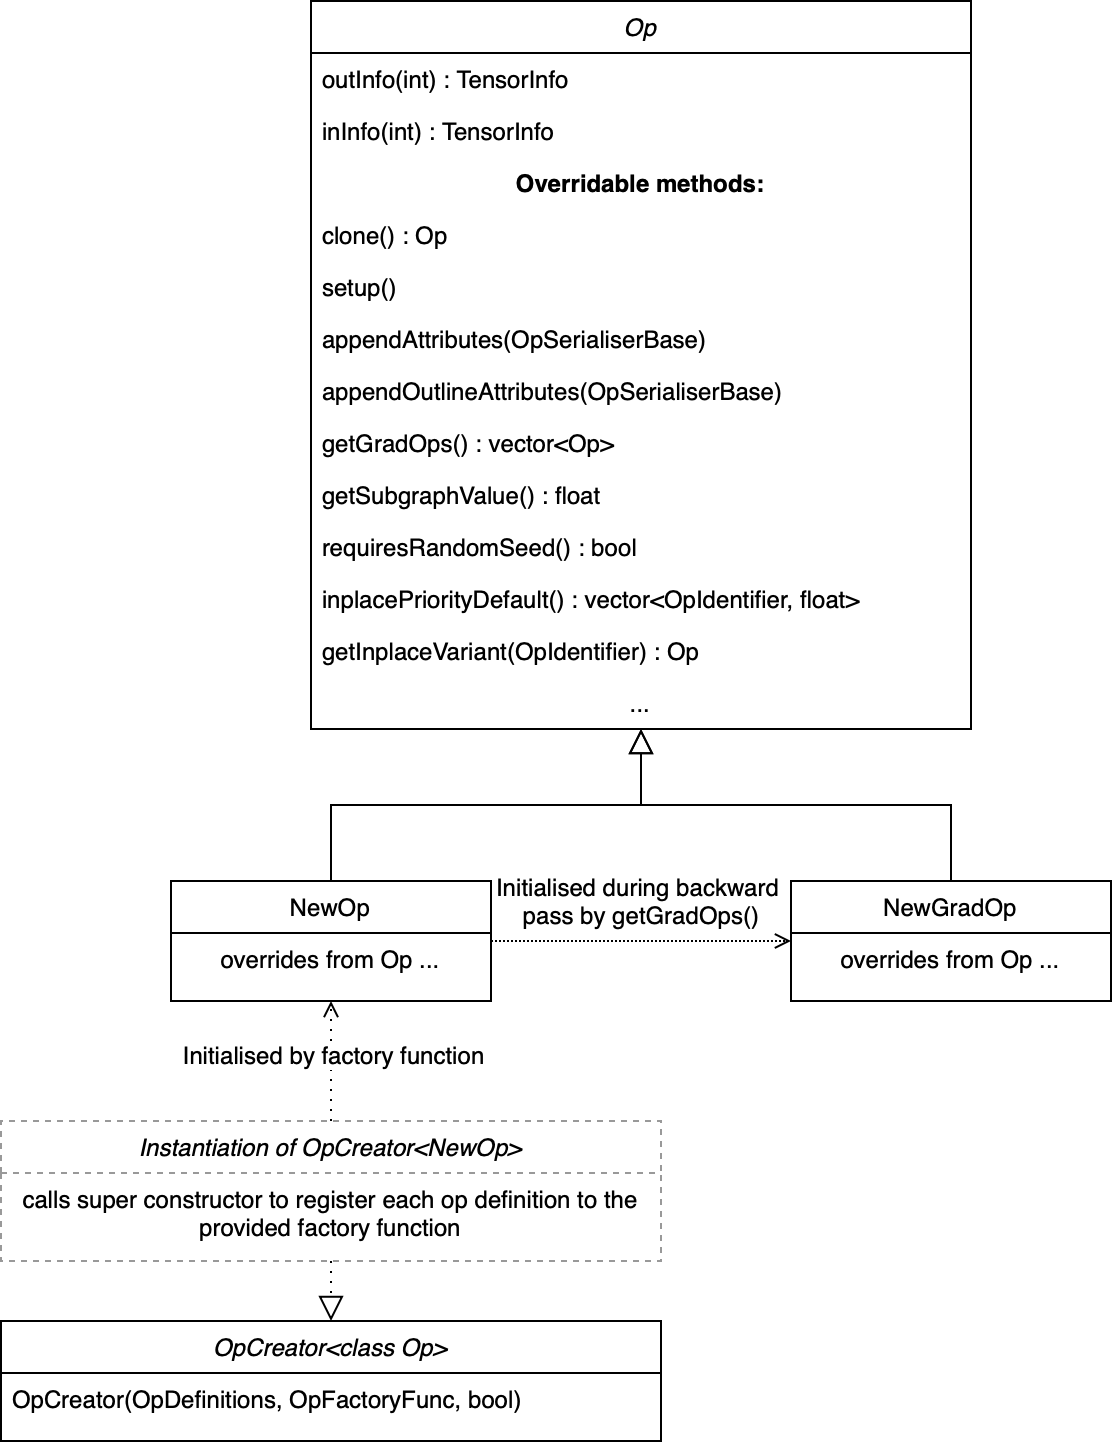 Op
outInfo(int) : TensorInfo
inInfo(int) : TensorInfo
Overridable methods:
clone() : Op
setup()
appendAttributes(OpSerialiserBase)
appendOutlineAttributes(OpSerialiserBase)
getGradOps() : vector<Op>
getSubgraphValue() : float
requiresRandomSeed() : bool
inplacePriorityDefault() : vector<OpIdentifier, float>
getInplaceVariant(OpIdentifier) : Op
...
NewOp
overrides from Op ...
Initialised during backward
pass by getGradOps()
NewGradOp
overrides from Op ...
Initialised by factory function
Instantiation of OpCreator<NewOp>
calls super constructor to register each op definition to the
provided factory function
OpCreator<class Op>
OpCreator(OpDefinitions, OpFactoryFunc, bool)